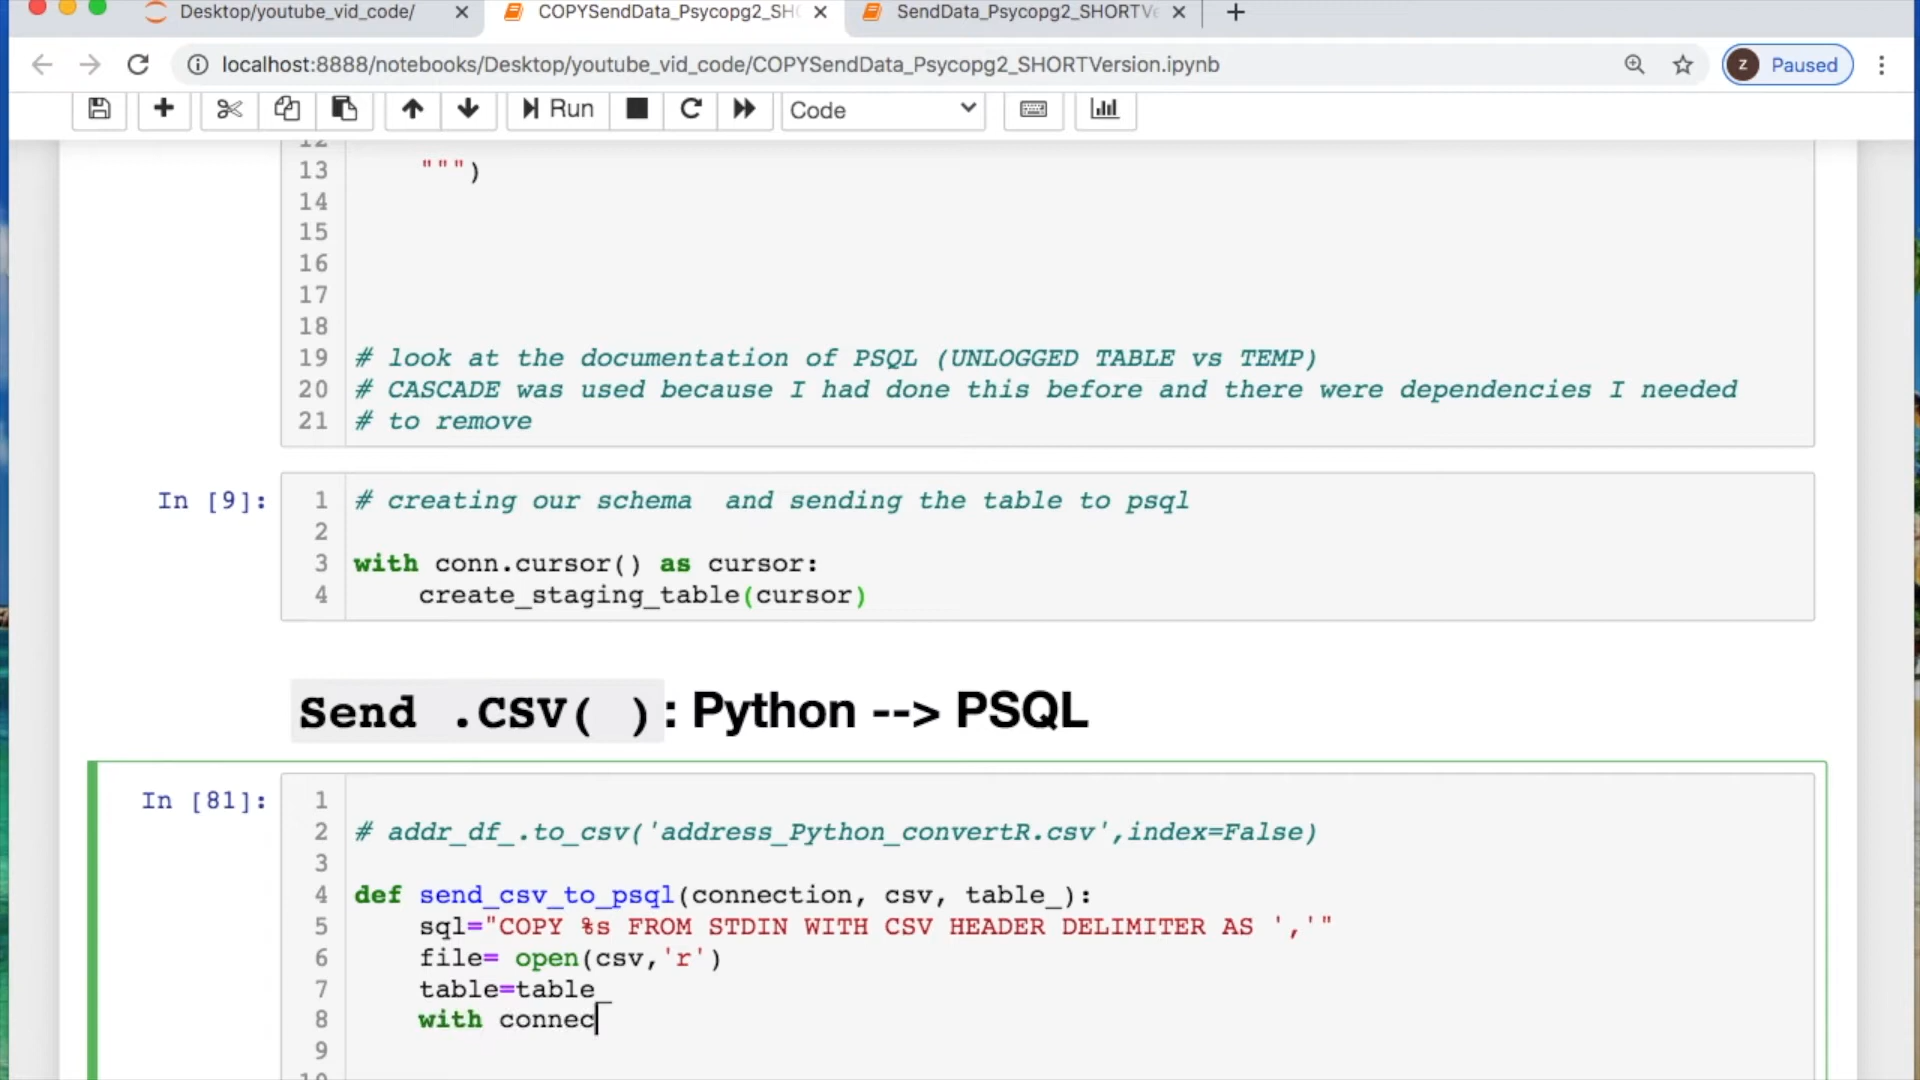 Desktop/youtube_vid_code/
COPYSendData_Psycopg2_SH
SendData_Psycopg2_SHORTVe
localhost:8888/notebooks/Desktop/youtube_vid_code/COPYSendData_Psycopg2_SHORTVersion.ipynb
z Paused
Run
Code
12
13 """)
14
15
16
17
18
19 # look at the documentation of PSQL (UNLOGGED TABLE vs TEMP)
20 # CASCADE was used because I had done this before and there were dependencies I needed
21 # to remove
In [9]:
1 # creating our schema  and sending the table to psql
2
3 with conn.cursor() as cursor:
4 create_staging_table(cursor)
Send .CSV( ): Python --> PSQL
In [81]:
1
2 # addr_df_.to_csv('address_Python_convertR.csv',index=False)
3
4 def send_csv_to_psql(connection, csv, table_):
5 sql="COPY %s FROM STDIN WITH CSV HEADER DELIMITER AS ','"
6 file= open(csv,'r')
7 table=table_
8 with connec
9
10